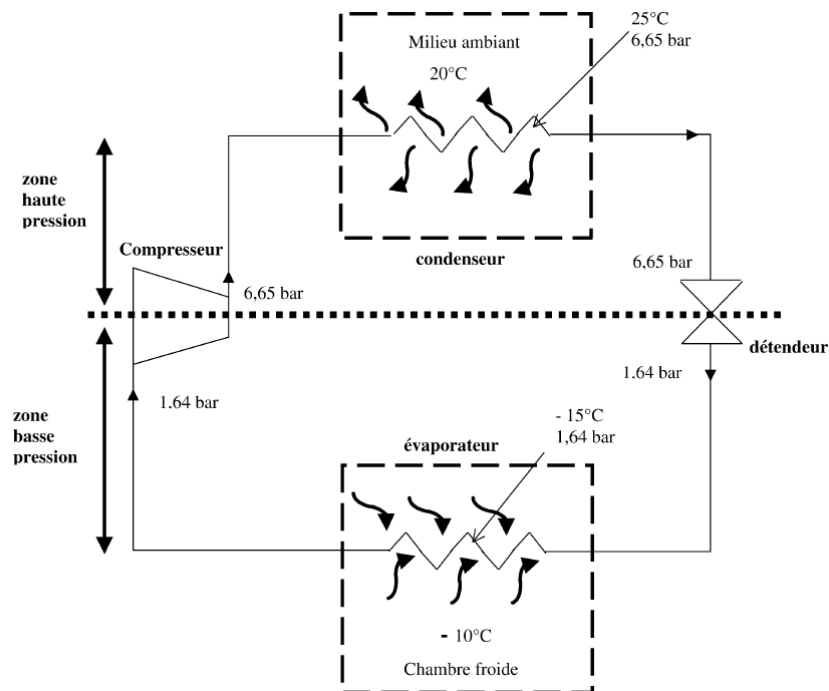 25°C
6,65 bar
Milieu ambiant
20°C
zone
haute
pression
Compresseur
condenseur
6,65 bar
6,65 bar
détendeur
1,64 bar
1,64 bar
- 15°C
1,64 bar
zone
basse
pression
évaporateur
- 10°C
Chambre froide